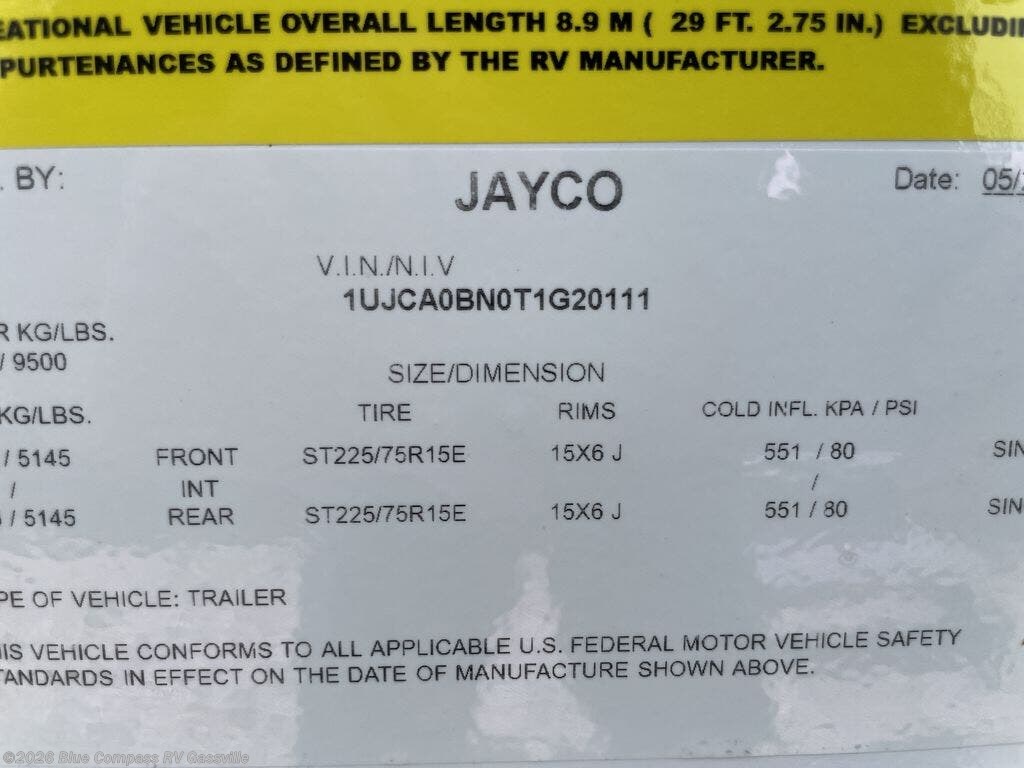 EATIONAL VEHICLE OVERALL LENGTH 8.9 M ( 29 FT. 2.75 IN.) EXCLUDI
PURTENANCES AS DEFINED BY THE RV MANUFACTURER.
. BY: JAYCO Date: 05/
V.I.N./N.I.V
1UJCA0BN0T1G20111
R KG/LBS.
/ 9500
SIZE/DIMENSION
KG/LBS. TIRE RIMS COLD INFL. KPA / PSI
/ 5145 FRONT ST225/75R15E 15X6 J 551 / 80 SIN
/ INT /
/ 5145 REAR ST225/75R15E 15X6 J 551 / 80 SIN
PE OF VEHICLE: TRAILER
IS VEHICLE CONFORMS TO ALL APPLICABLE U.S. FEDERAL MOTOR VEHICLE SAFETY
TANDARDS IN EFFECT ON THE DATE OF MANUFACTURE SHOWN ABOVE.
©2026 Blue Compass RV Gassville